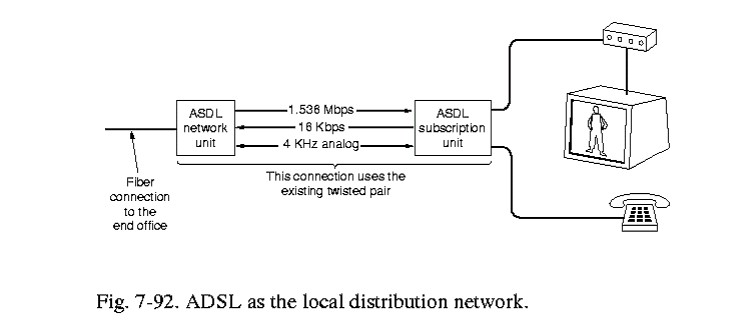 ASDL
network
unit
1.536 Mbps
16 Kbps
4 KHz analog
ASDL
subscription
unit
This connection uses the
existing twisted pair
Fiber
connection
to the
end office
Fig. 7-92. ADSL as the local distribution network.